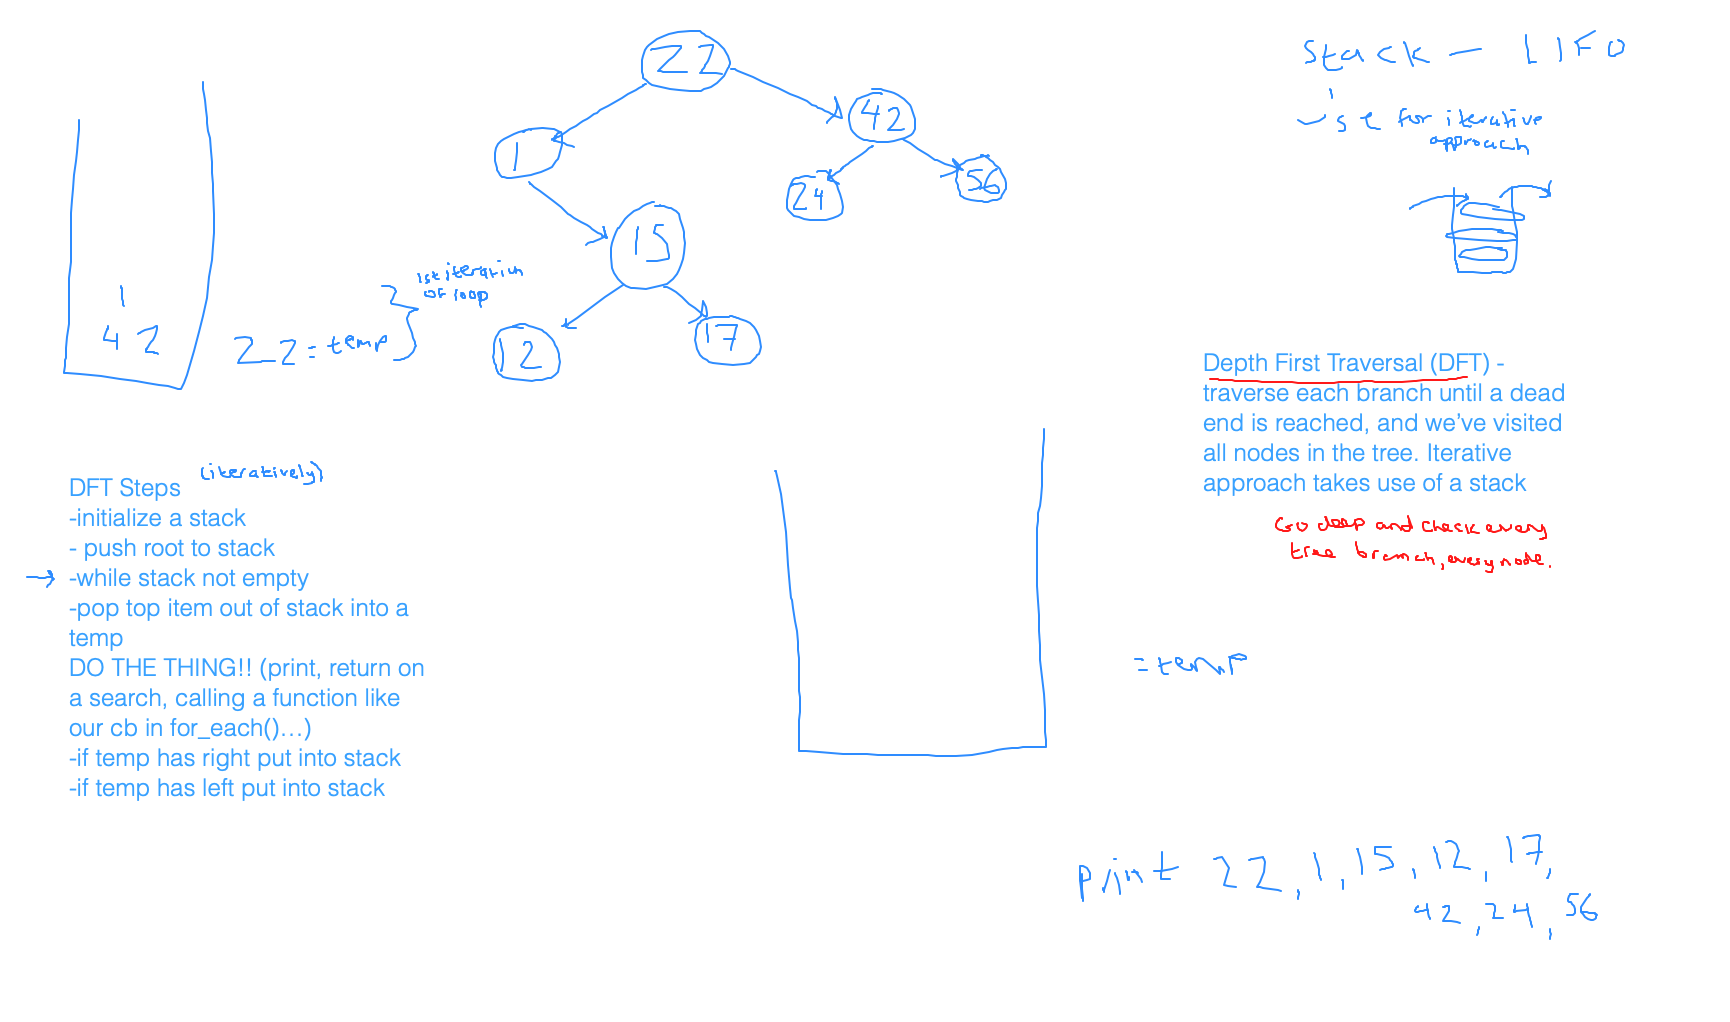 22
Stack - LIFO
42
use for iterative
approach
1
24
56
15
1st iteration
of loop
1
42
22 = temp
12
17
Depth First Traversal (DFT) -
traverse each branch until a dead
end is reached, and we’ve visited
all nodes in the tree. Iterative
approach takes use of a stack
Go deep and check every
tree branch, every node.
(iteratively)
DFT Steps
-initialize a stack
- push root to stack
-while stack not empty
-pop top item out of stack into a
temp
DO THE THING!! (print, return on
a search, calling a function like
our cb in for_each()…)
-if temp has right put into stack
-if temp has left put into stack
= temp
print 22, 1, 15, 12, 17,
42, 24, 56